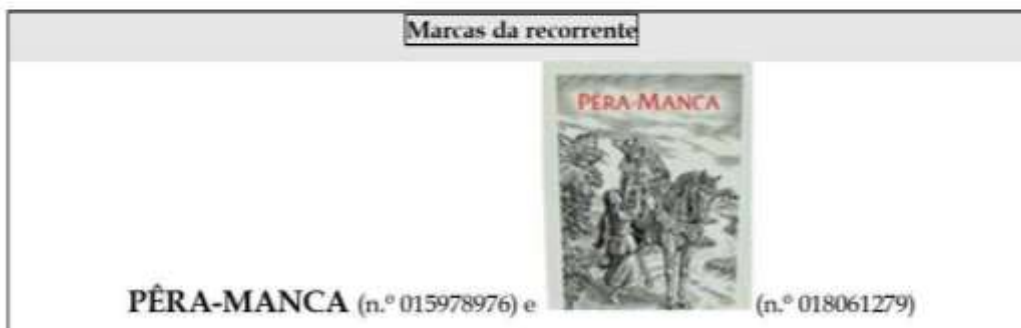 Marcas da recorrente
PÊRA-MANCA
PÊRA-MANCA (n.º 015978976) e (n.º 018061279)